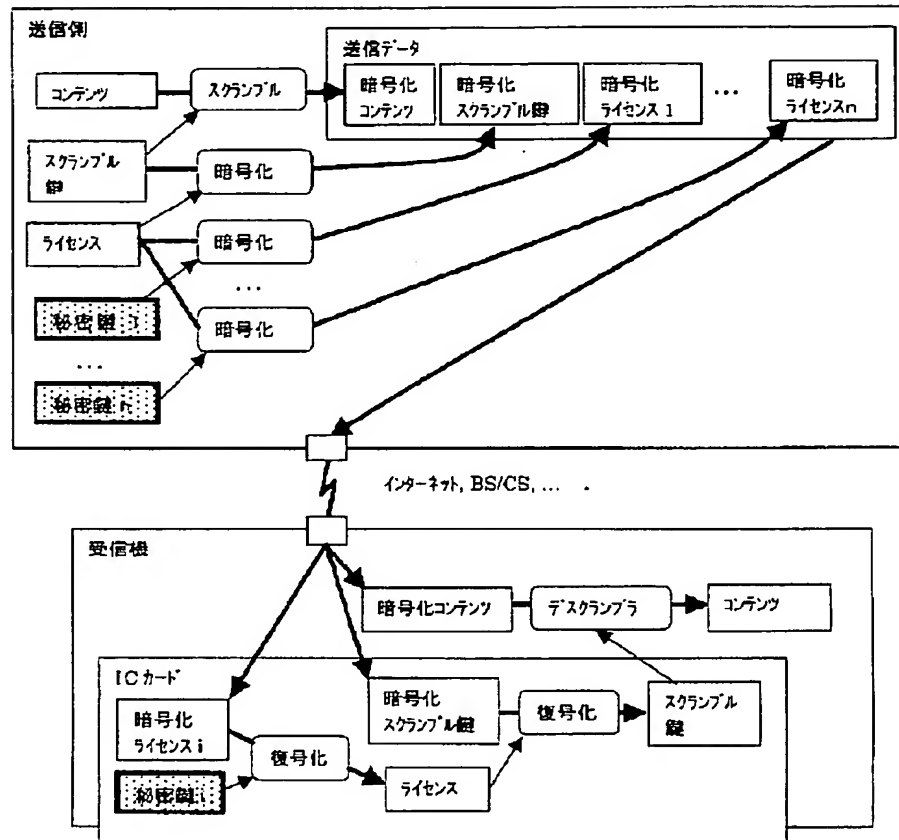 送信側
送信データ
コンテンツ
スクランブル
暗号化
コンテンツ
暗号化
スクランブル鍵
暗号化
ライセンス 1
…
暗号化
ライセンスn
スクランブル
鍵
暗号化
ライセンス
暗号化
…
秘密鍵 1
暗号化
…
秘密鍵 n
インターネット, BS/CS, … .
受信機
暗号化コンテンツ
デスクランブラ
コンテンツ
ICカード
暗号化
ライセンス i
暗号化
スクランブル鍵
復号化
スクランブル
鍵
復号化
秘密鍵 i
ライセンス